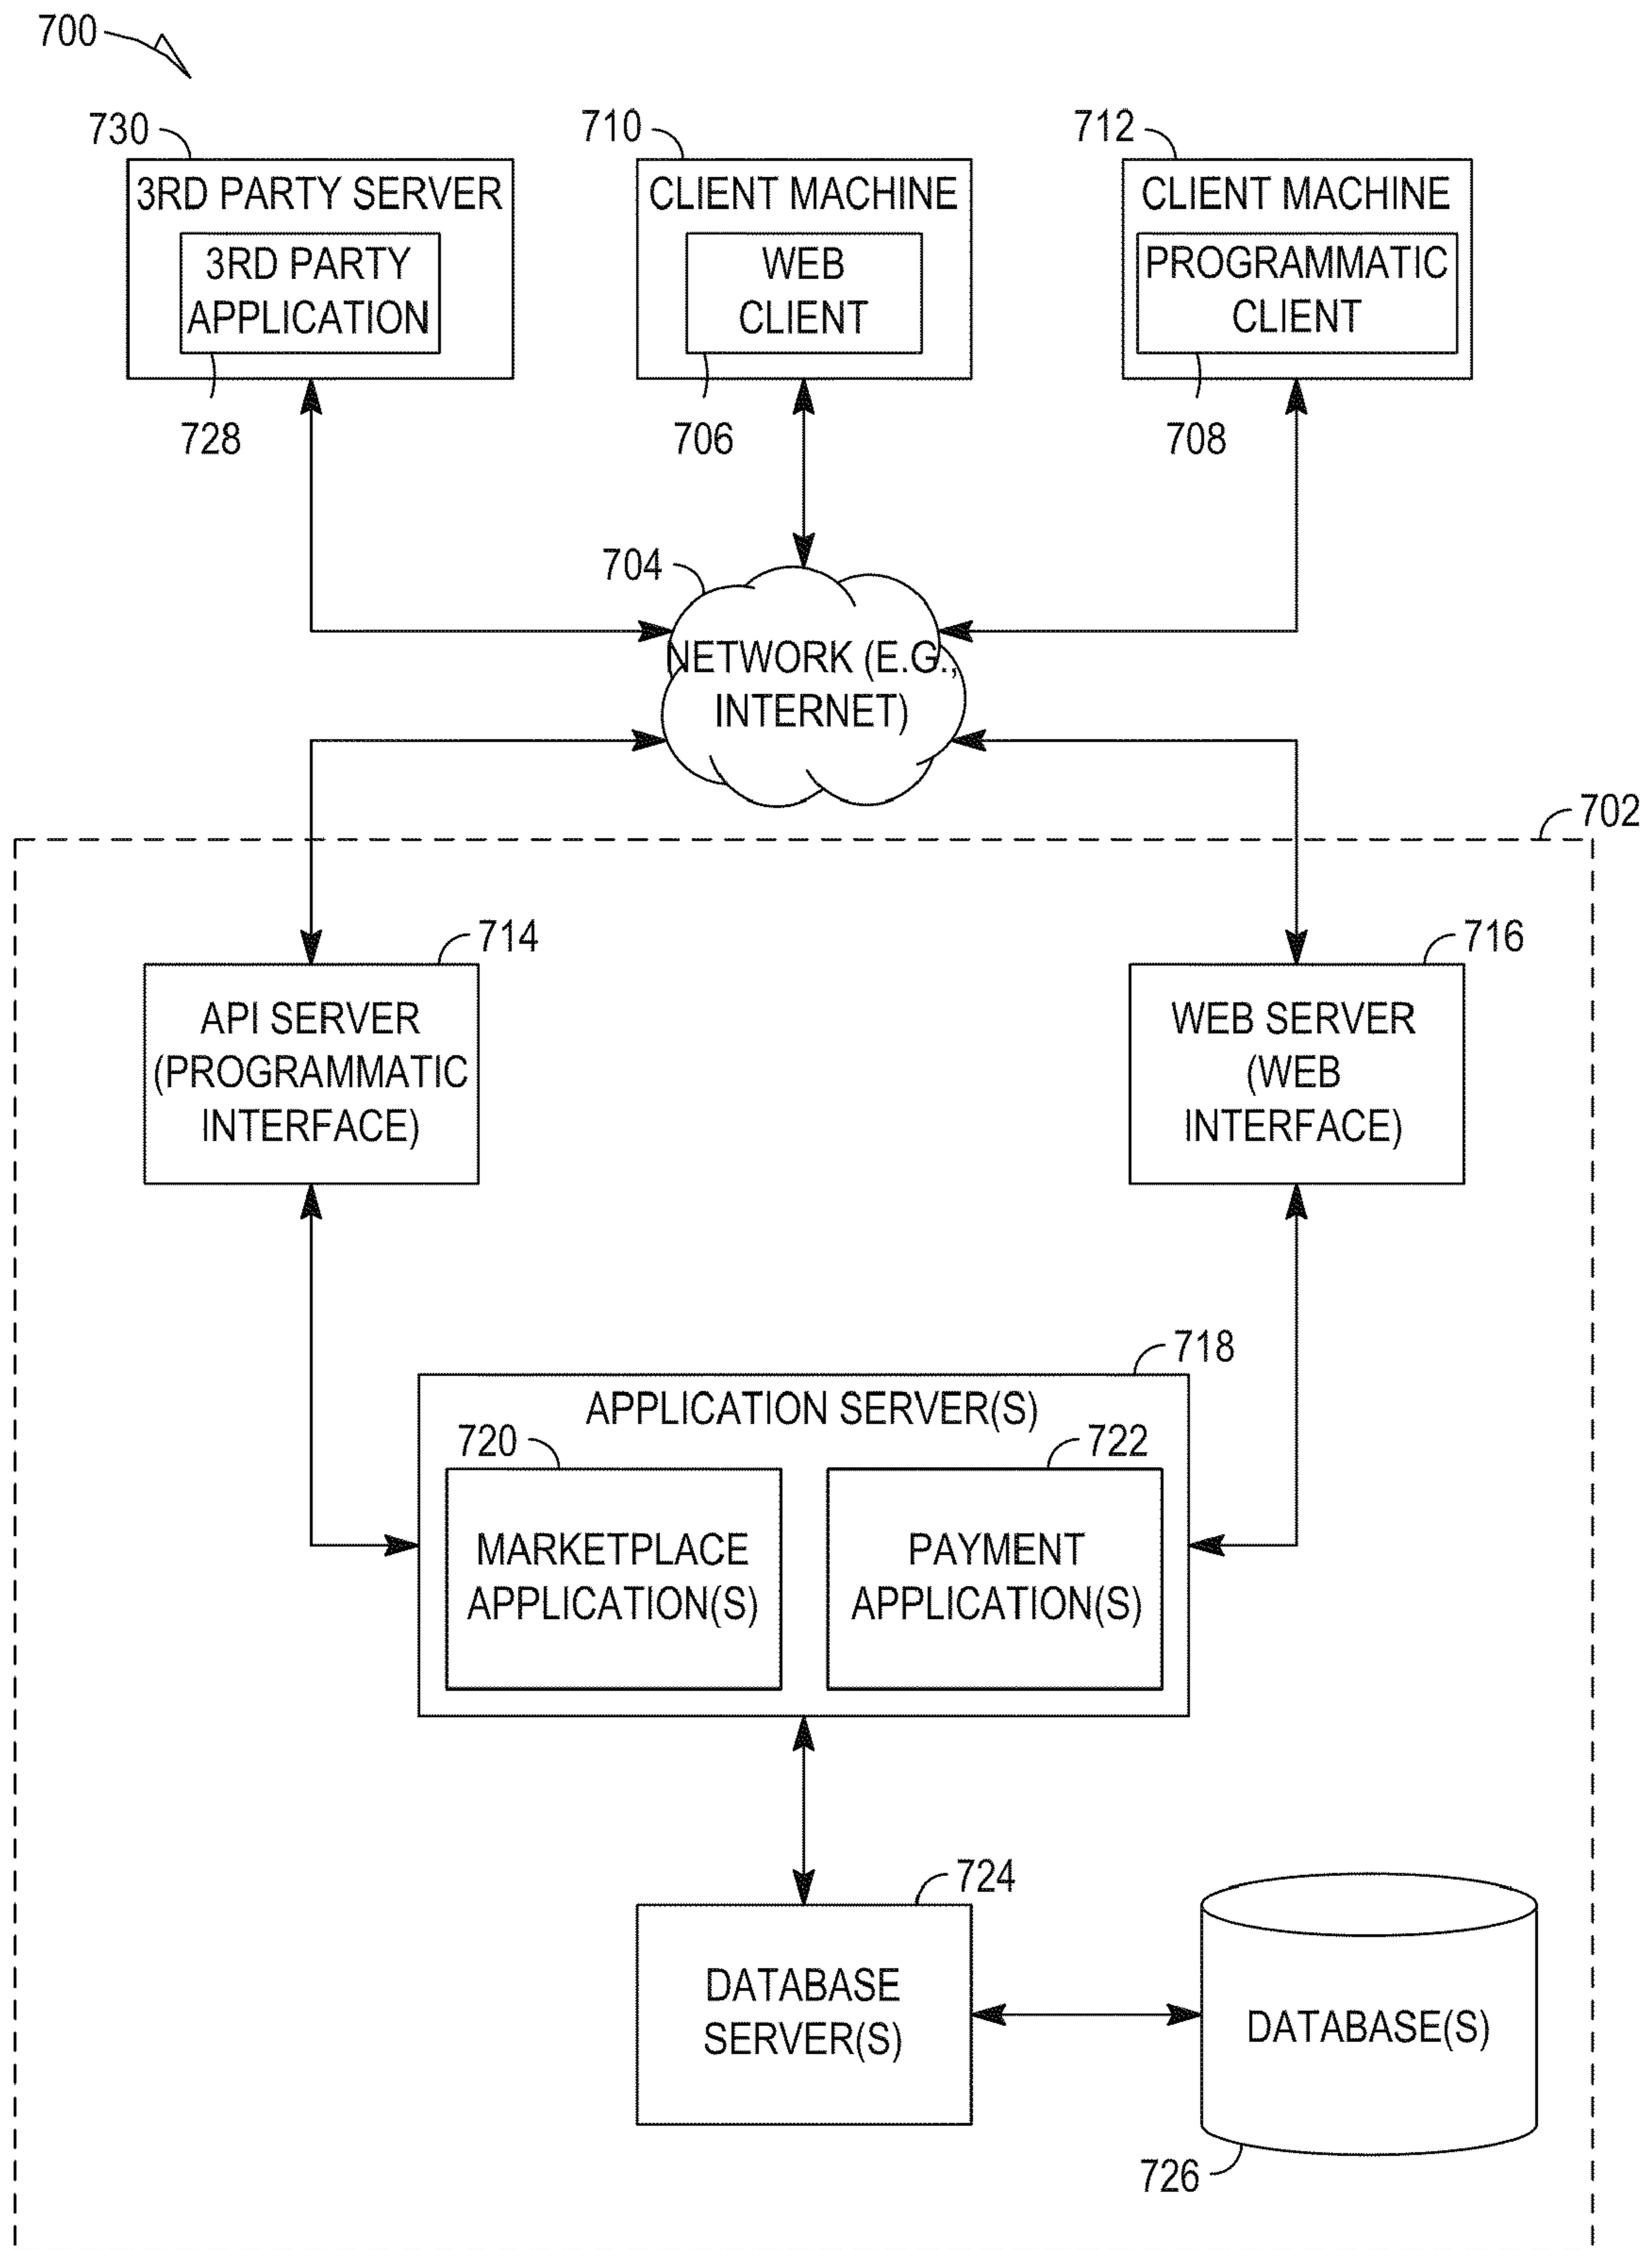 700
730
710
712
3RD PARTY SERVER
CLIENT MACHINE
CLIENT MACHINE
3RD PARTY
APPLICATION
WEB
CLIENT
PROGRAMMATIC
CLIENT
728
706
708
704
NETWORK (E.G.,
INTERNET)
702
714
716
API SERVER
(PROGRAMMATIC
INTERFACE)
WEB SERVER
(WEB
INTERFACE)
718
APPLICATION SERVER(S)
720
722
MARKETPLACE
APPLICATION(S)
PAYMENT
APPLICATION(S)
724
DATABASE
SERVER(S)
DATABASE(S)
726